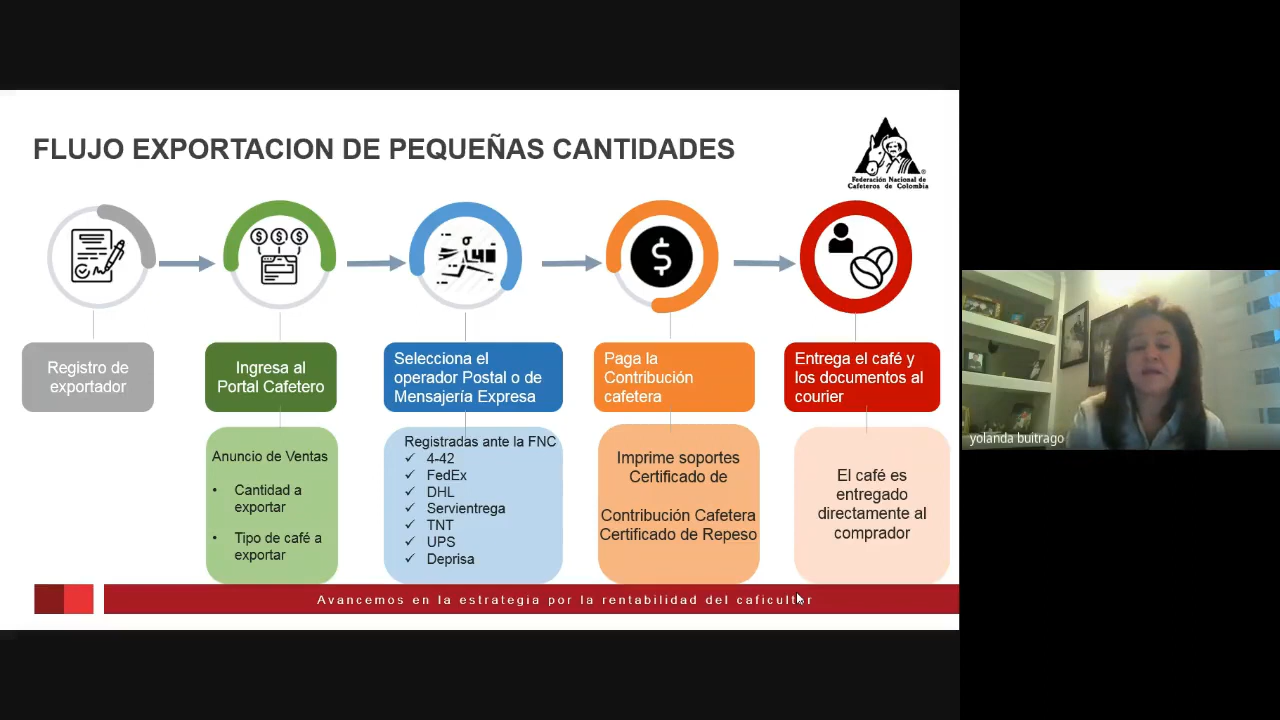 FLUJO EXPORTACION DE PEQUEÑAS CANTIDADES
Federación Nacional de
Cafeteros de Colombia
®
Registro de
exportador
Ingresa al
Portal Cafetero
Selecciona el
operador Postal o de
Mensajería Expresa
Paga la
Contribución
cafetera
Entrega el café y
los documentos al
courier
Anuncio de Ventas
• Cantidad a
exportar
• Tipo de café a
exportar
Registradas ante la FNC
✓ 4-42
✓ FedEx
✓ DHL
✓ Servientrega
✓ TNT
✓ UPS
✓ Deprisa
Imprime soportes
Certificado de
Contribución Cafetera
Certificado de Repeso
El café es
entregado
directamente al
comprador
Avancemos en la estrategia por la rentabilidad del caficultor
yolanda buitrago